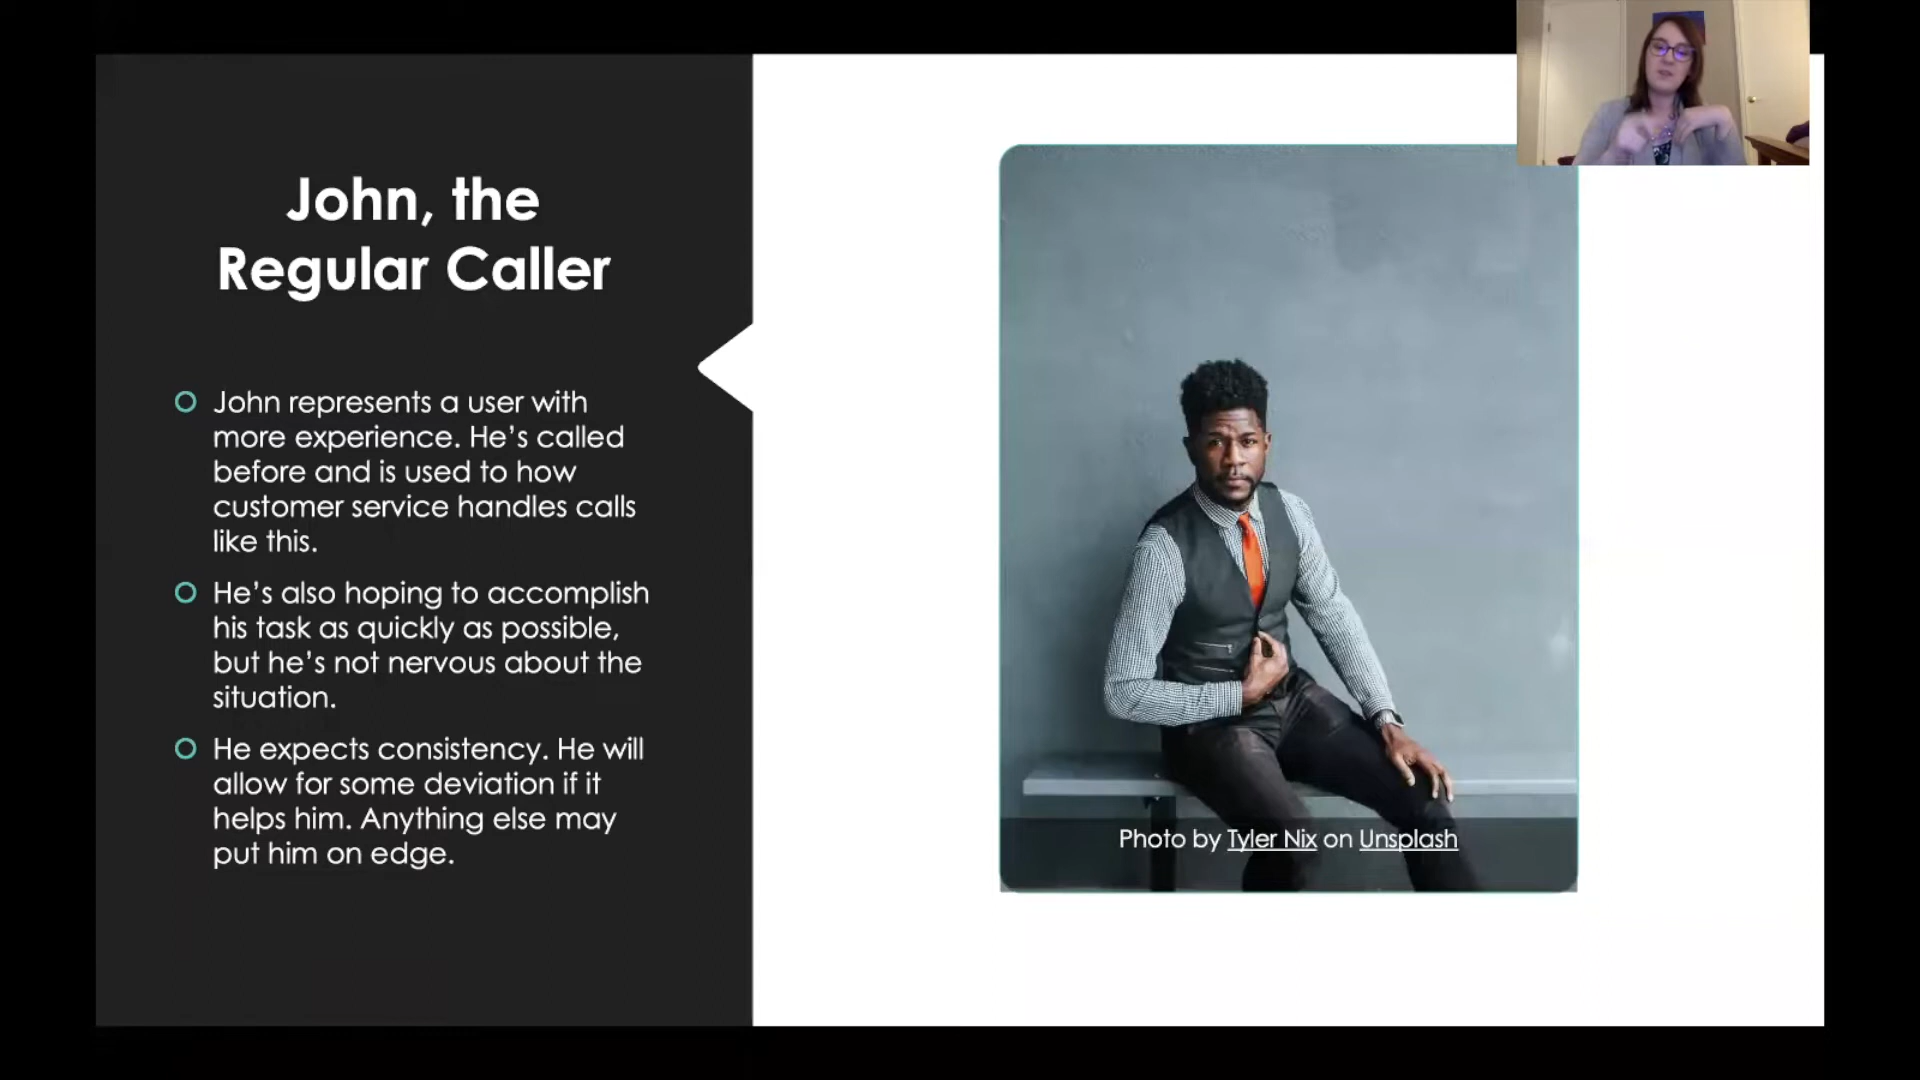 John, the
Regular Caller
John represents a user with
more experience. He’s called
before and is used to how
customer service handles calls
like this.
He’s also hoping to accomplish
his task as quickly as possible,
but he’s not nervous about the
situation.
He expects consistency. He will
allow for some deviation if it
helps him. Anything else may
put him on edge.
Photo by Tyler Nix on Unsplash